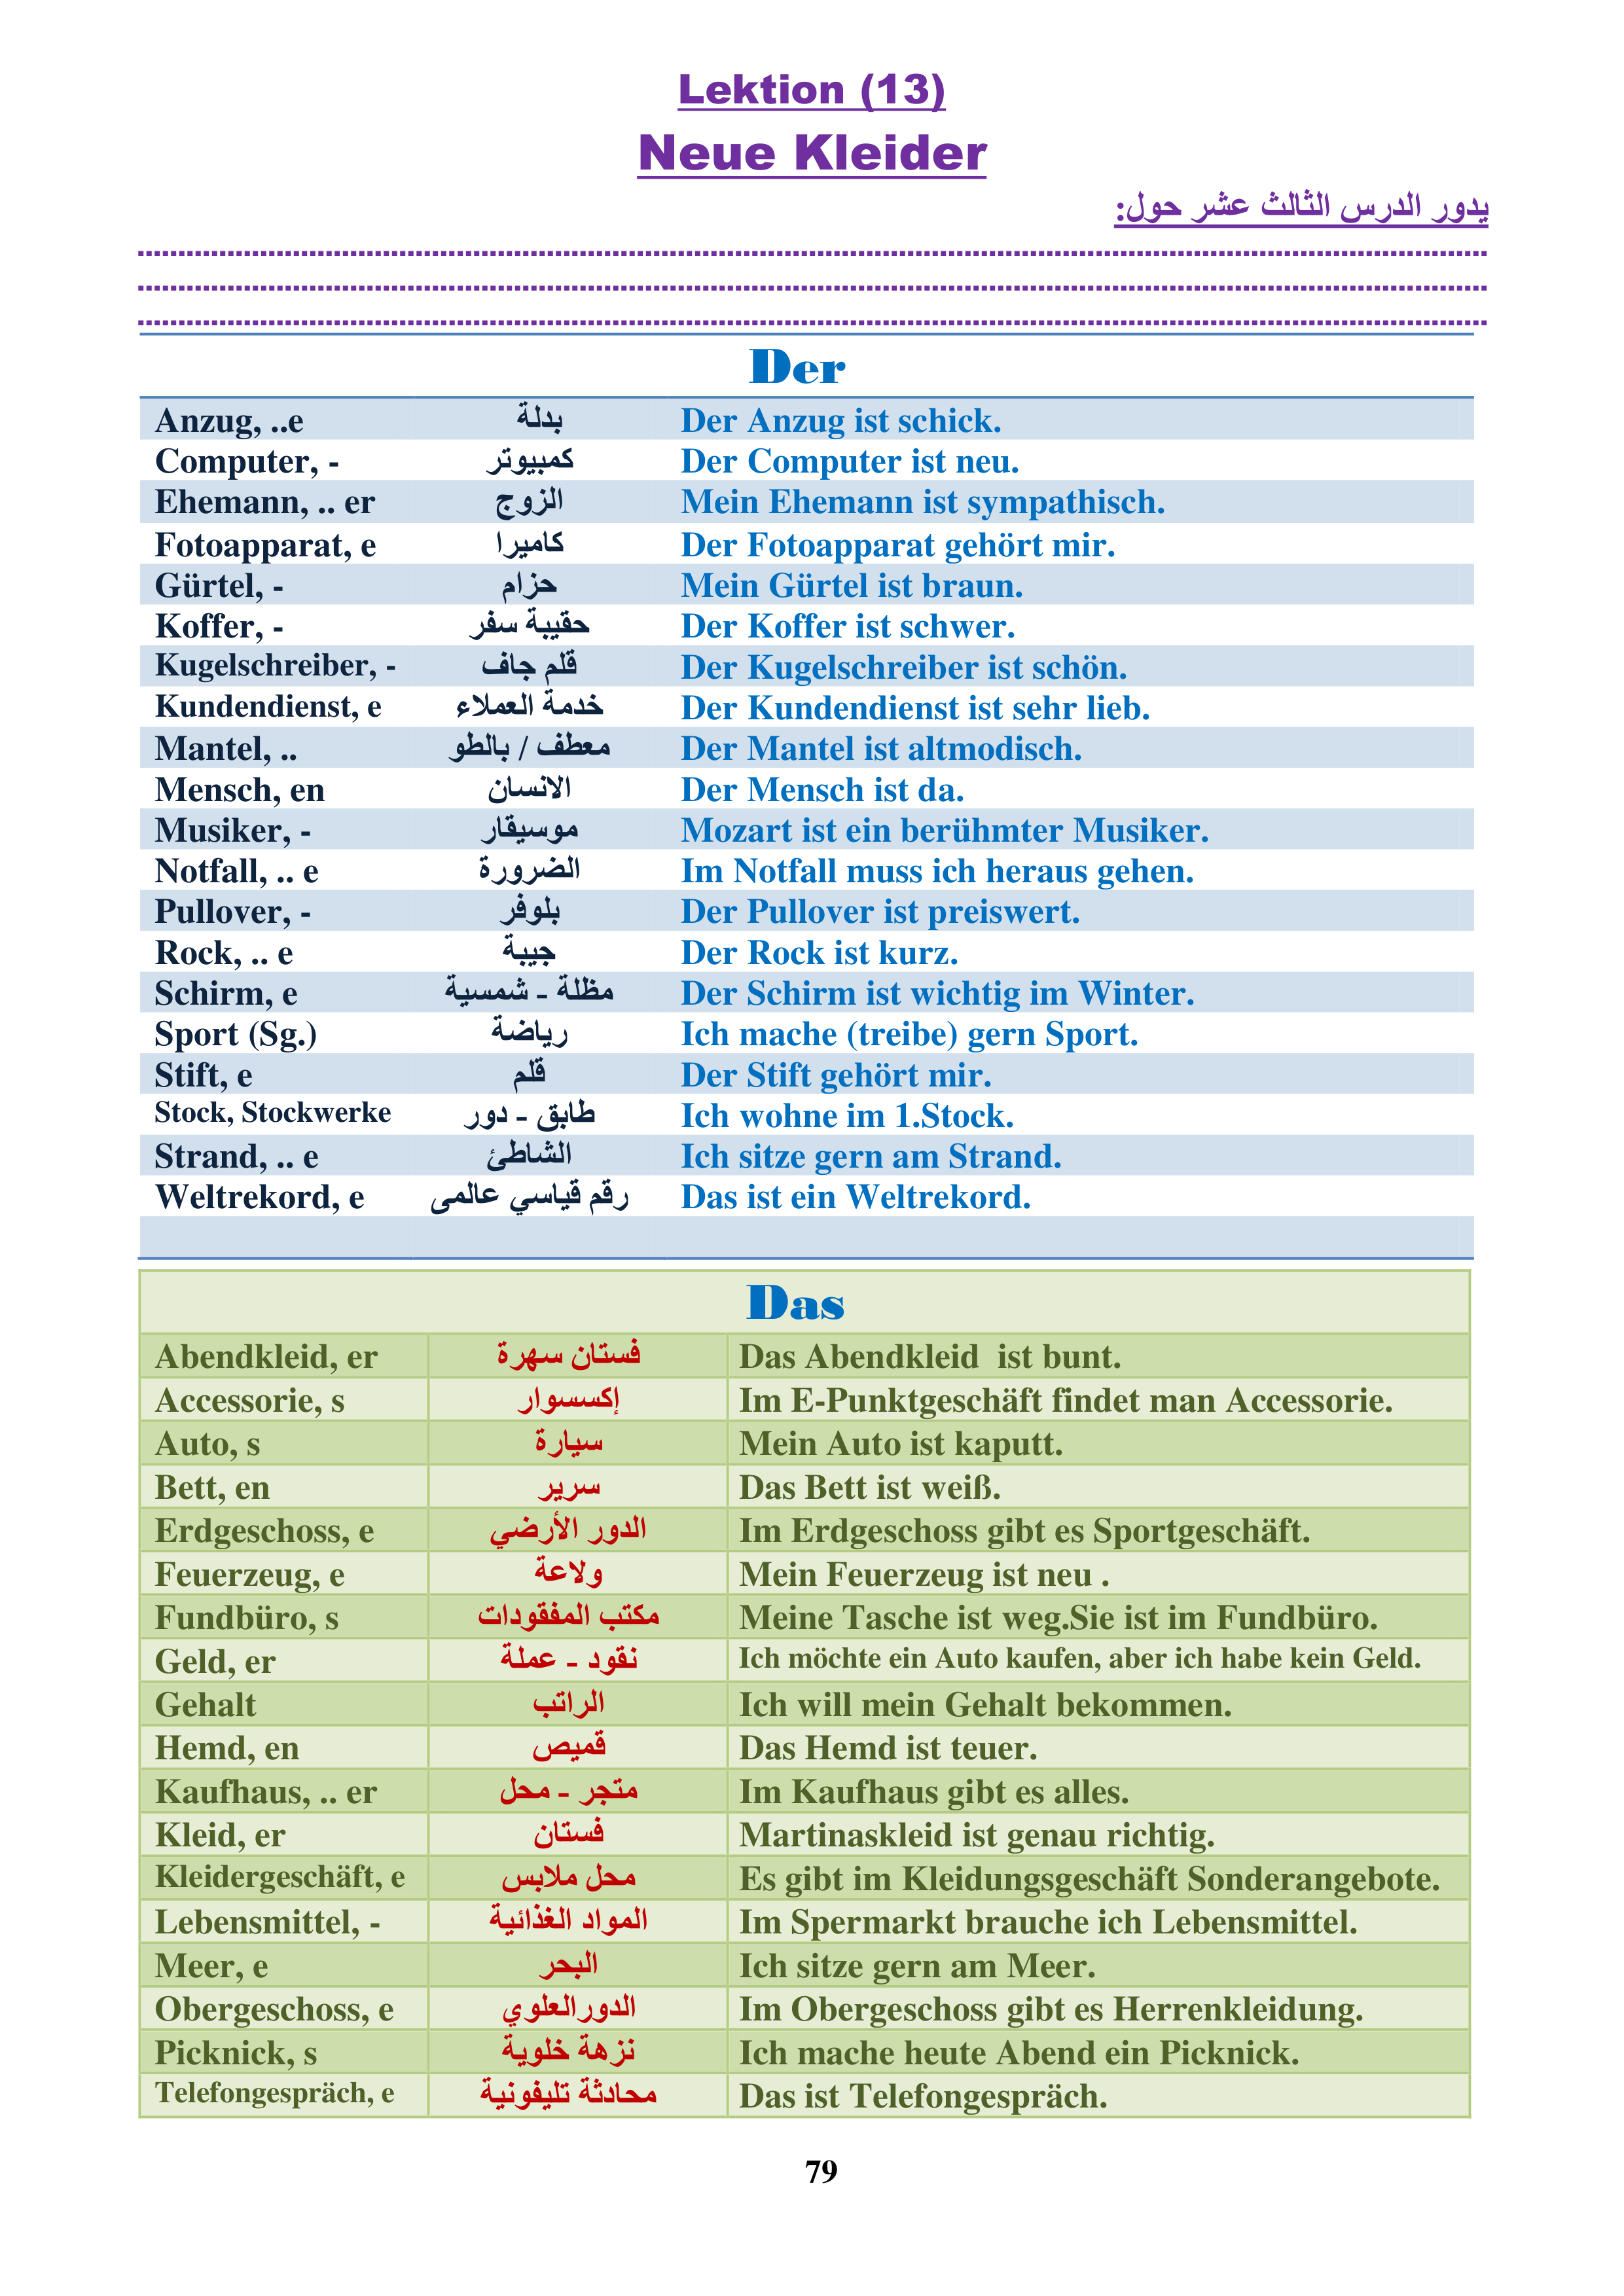 Lektion (13)
Neue Kleider
يدور الدرس الثالث عشر حول:
Der
Anzug, ..e بدلة Der Anzug ist schick.
Computer, - كمبيوتر Der Computer ist neu.
Ehemann, .. er الزوج Mein Ehemann ist sympathisch.
Fotoapparat, e كاميرا Der Fotoapparat gehört mir.
Gürtel, - حزام Mein Gürtel ist braun.
Koffer, - حقيبة سفر Der Koffer ist schwer.
Kugelschreiber, - قلم جاف Der Kugelschreiber ist schön.
Kundendienst, e خدمة العملاء Der Kundendienst ist sehr lieb.
Mantel, .. معطف / بالطو Der Mantel ist altmodisch.
Mensch, en الانسان Der Mensch ist da.
Musiker, - موسيقار Mozart ist ein berühmter Musiker.
Notfall, .. e الضرورة Im Notfall muss ich heraus gehen.
Pullover, - بلوفر Der Pullover ist preiswert.
Rock, .. e جيبة Der Rock ist kurz.
Schirm, e مظلة - شمسية Der Schirm ist wichtig im Winter.
Sport (Sg.) رياضة Ich mache (treibe) gern Sport.
Stift, e قلم Der Stift gehört mir.
Stock, Stockwerke طابق - دور Ich wohne im 1.Stock.
Strand, .. e الشاطئ Ich sitze gern am Strand.
Weltrekord, e رقم قياسي عالمى Das ist ein Weltrekord.
Das
Abendkleid, er فستان سهرة Das Abendkleid ist bunt.
Accessorie, s إكسسوار Im E-Punktgeschäft findet man Accessorie.
Auto, s سيارة Mein Auto ist kaputt.
Bett, en سرير Das Bett ist weiß.
Erdgeschoss, e الدور الأرضي Im Erdgeschoss gibt es Sportgeschäft.
Feuerzeug, e ولاعة Mein Feuerzeug ist neu .
Fundbüro, s مكتب المفقودات Meine Tasche ist weg.Sie ist im Fundbüro.
Geld, er نقود - عملة Ich möchte ein Auto kaufen, aber ich habe kein Geld.
Gehalt الراتب Ich will mein Gehalt bekommen.
Hemd, en قميص Das Hemd ist teuer.
Kaufhaus, .. er متجر - محل Im Kaufhaus gibt es alles.
Kleid, er فستان Martinaskleid ist genau richtig.
Kleidergeschäft, e محل ملابس Es gibt im Kleidungsgeschäft Sonderangebote.
Lebensmittel, - المواد الغذائية Im Spermarkt brauche ich Lebensmittel.
Meer, e البحر Ich sitze gern am Meer.
Obergeschoss, e الدورالعلوي Im Obergeschoss gibt es Herrenkleidung.
Picknick, s نزهة خلوية Ich mache heute Abend ein Picknick.
Telefongespräch, e محادثة تليفونية Das ist Telefongespräch.
79